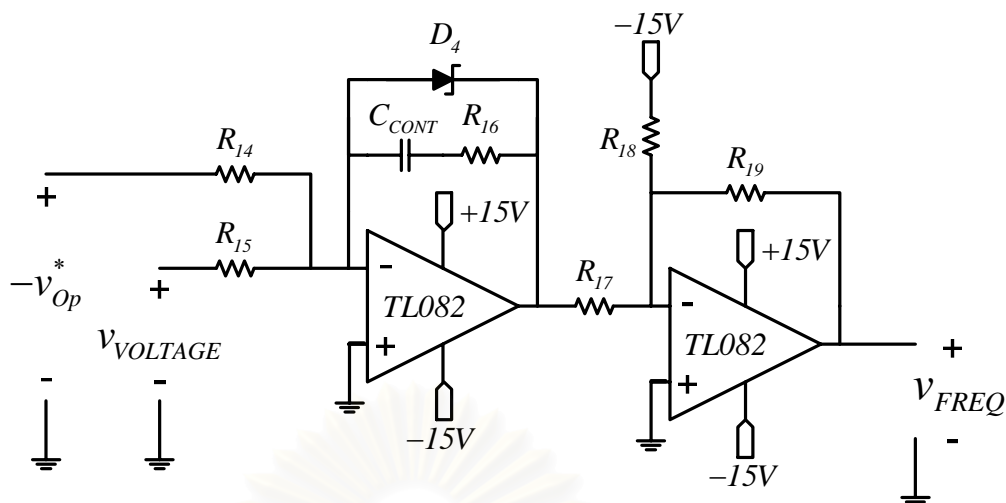 −15V
D4
CCONT
R16
R18
R14
R19
+
+15V
R15
+15V
-
R17
−v*Op
+
-
TL082
TL082
+
vVOLTAGE
+
+
vFREQ
-
-
−15V
-
−15V